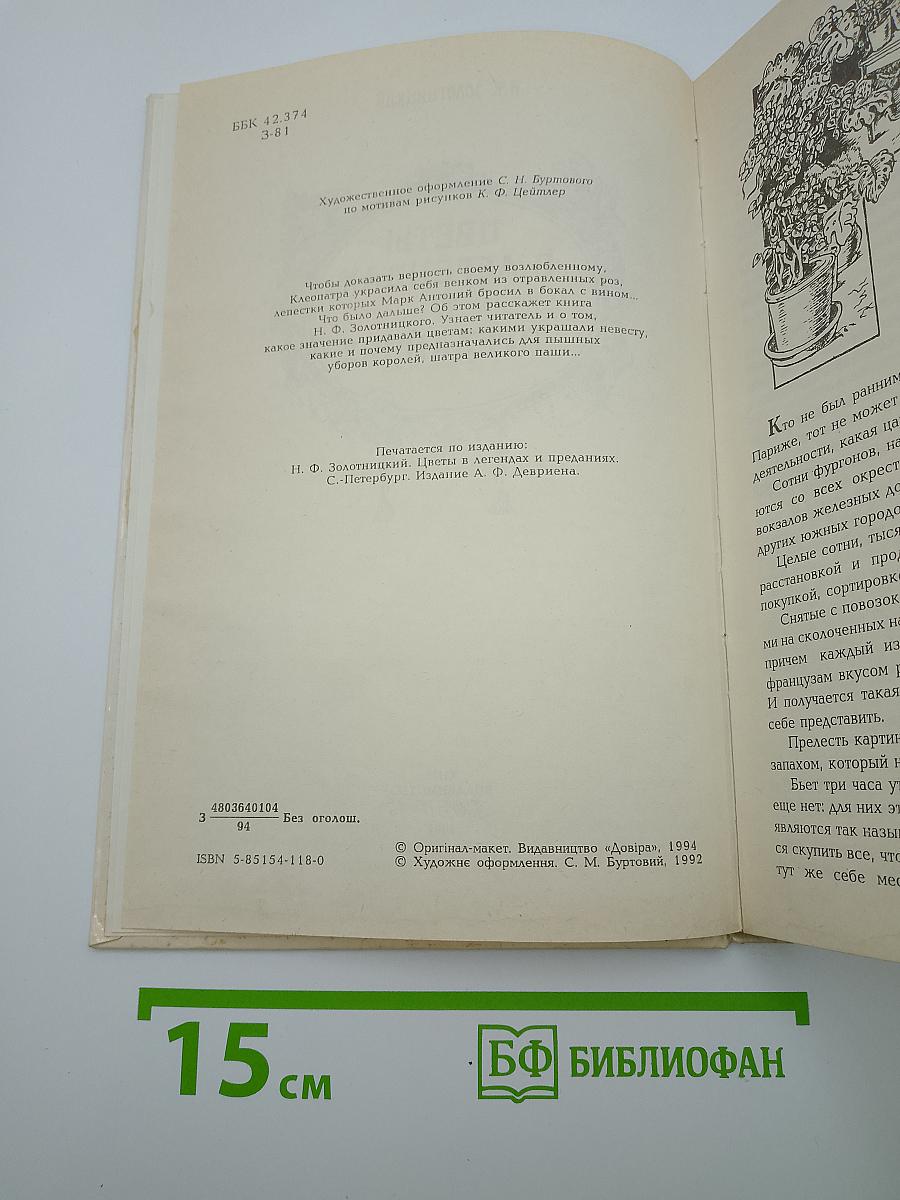 ББК 42.374
З-81
Художественное оформление С. Н. Буртового
по мотивам рисунков К. Ф. Цейтлер
Чтобы доказать верность своему возлюбленному,
Клеопатра украсила себя венком из отравленных роз,
лепестки которых Марк Антоний бросил в бокал с вином...
Что было дальше? Об этом расскажет книга
Н. Ф. Золотницкого. Узнает читатель и о том,
какое значение придавали цветам: какими украшали невесту,
какие и почему предназначались для пышных
уборов королей, шатра великого паши...
Печатается по изданию:
Н. Ф. Золотницкий. Цветы в легендах и преданиях.
С.-Петербург. Издание А. Ф. Девриена.
З 4803640104/94 Без оголош.
ISBN 5-85154-118-0
© Оригінал-макет. Видавництво «Довіра», 1994
© Художнє оформлення. С. М. Буртовий, 1992
Кто не был ранним
Париже, тот не может
деятельности, какая ца
Сотни фургонов, на
ются со всех окрест
вокзалов железных до
других южных городо
Целые сотни, тыся
расстановкой и прод
покупкой, сортировко
Снятые с повозок
ми на сколоченных на
причем каждый из
французам вкусом р
И получается такая
себе представить.
Прелесть картин
запахом, который н
Бьет три часа ут
еще нет: для них эт
являются так назы
ся скупить все, что
тут же себе мес
15 см
БФ БИБЛИОФАН